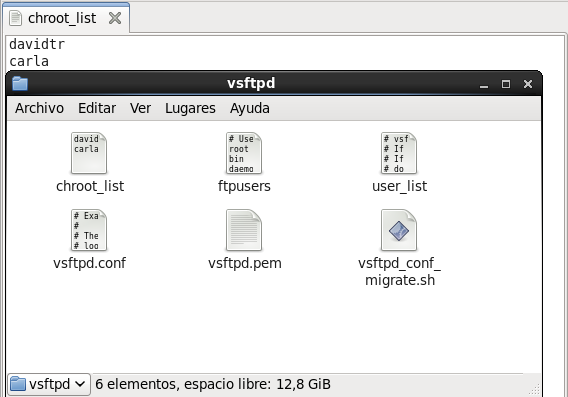 chroot_list
davidtr
carla
vsftpd
Archivo Editar Ver Lugares Ayuda
david
carla
chroot_list
# Use
root
bin
daemo
ftpusers
# vsf
# If
# If
# do
user_list
# Exa
#
# The
# loo
vsftpd.conf
vsftpd.pem
vsftpd_conf_
migrate.sh
vsftpd 6 elementos, espacio libre: 12,8 GiB